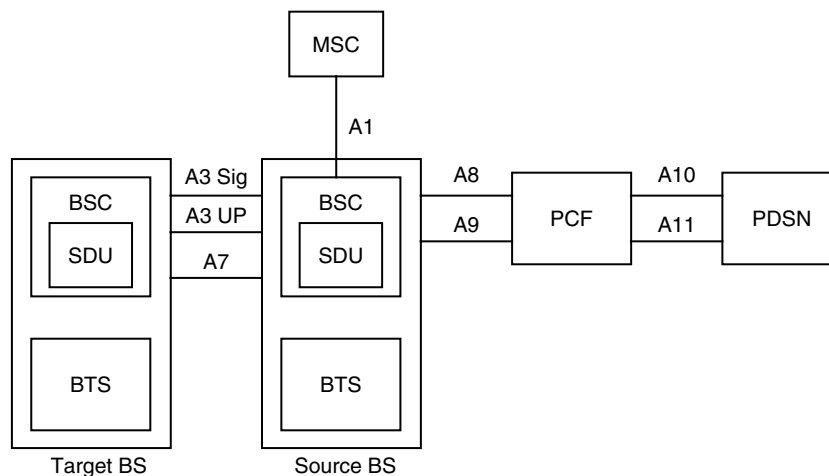 MSC
A1
A3 Sig
A3 UP
A7
BSC
SDU
BTS
Target BS
BSC
SDU
BTS
Source BS
A8
A9
PCF
A10
A11
PDSN